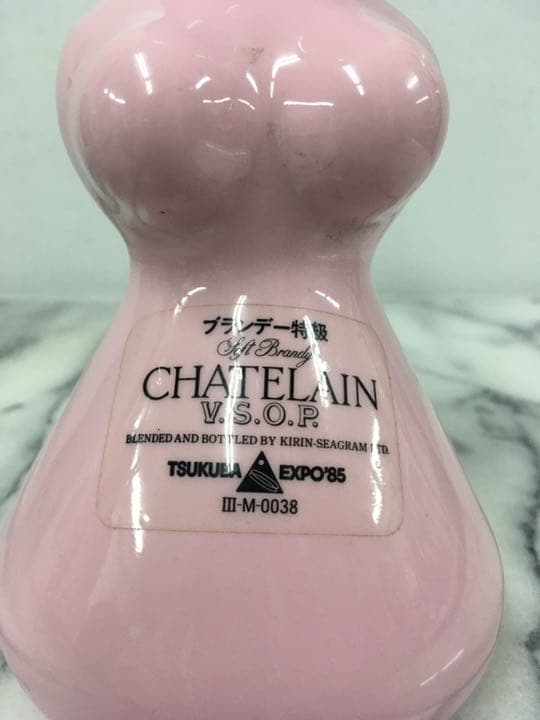 ブランデー特級
Soft Brandy
CHATELAIN
V.S.O.P.
BLENDED AND BOTTLED BY KIRIN-SEAGRAM LTD.
TSUKUBA EXPO'85
III-M-0038